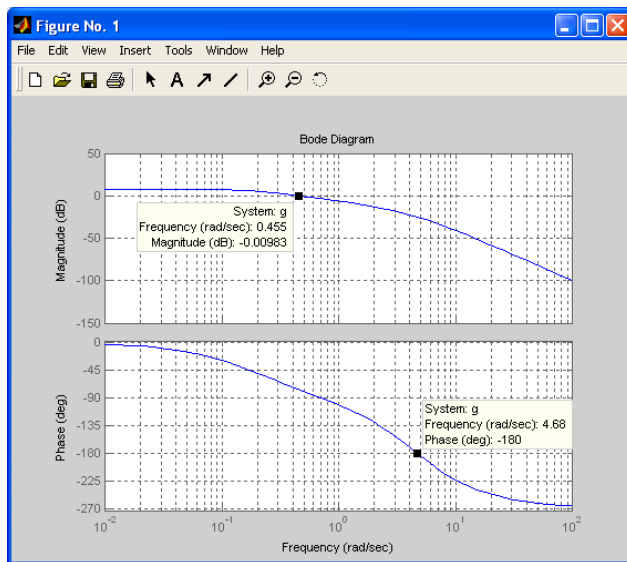 Figure No. 1
File Edit View Insert Tools Window Help
Bode Diagram
Magnitude (dB)
50
0
-50
-100
-150
System: g
Frequency (rad/sec): 0.455
Magnitude (dB): -0.00983
Phase (deg)
0
-45
-90
-135
-180
-225
-270
System: g
Frequency (rad/sec): 4.68
Phase (deg): -180
10^-2 10^-1 10^0 10^1 10^2
Frequency (rad/sec)